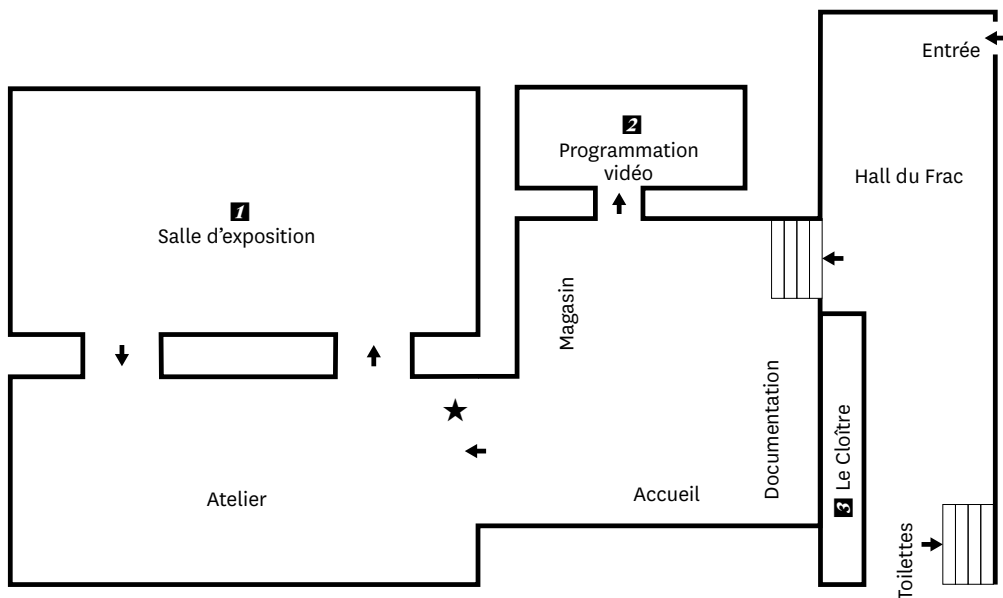 Entrée
2
Programmation
vidéo
Hall du Frac
1
Salle d'exposition
Magasin
Documentation
3 Le Cloître
Atelier
Accueil
Toilettes